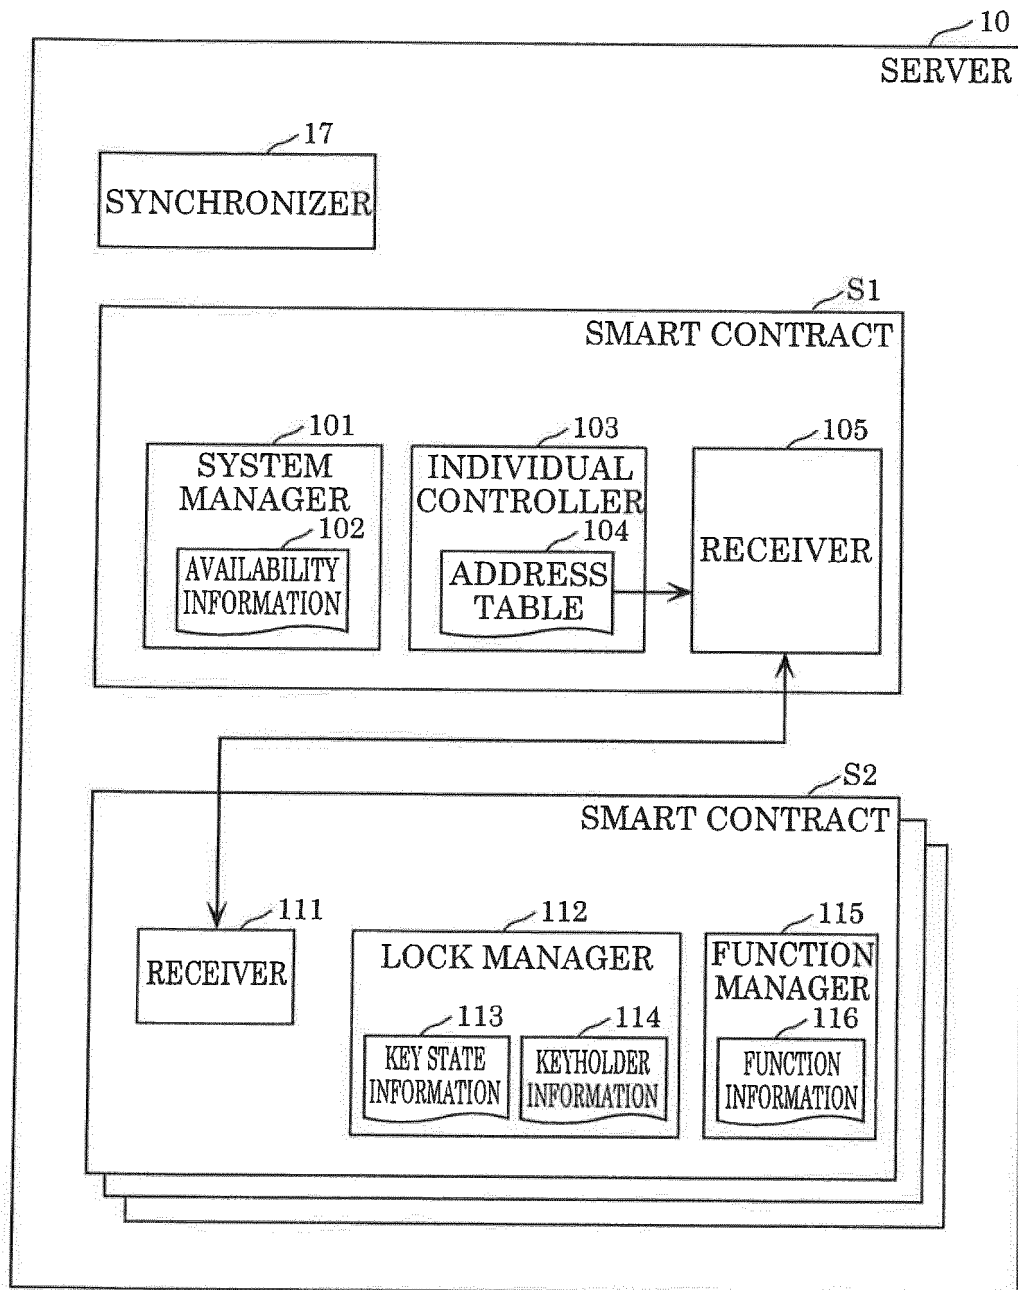 10
SERVER
17
SYNCHRONIZER
S1
SMART CONTRACT
101
SYSTEM
MANAGER
102
AVAILABILITY
INFORMATION
103
INDIVIDUAL
CONTROLLER
104
ADDRESS
TABLE
105
RECEIVER
S2
SMART CONTRACT
111
RECEIVER
112
LOCK MANAGER
113
KEY STATE
INFORMATION
114
KEYHOLDER
INFORMATION
115
FUNCTION
MANAGER
116
FUNCTION
INFORMATION